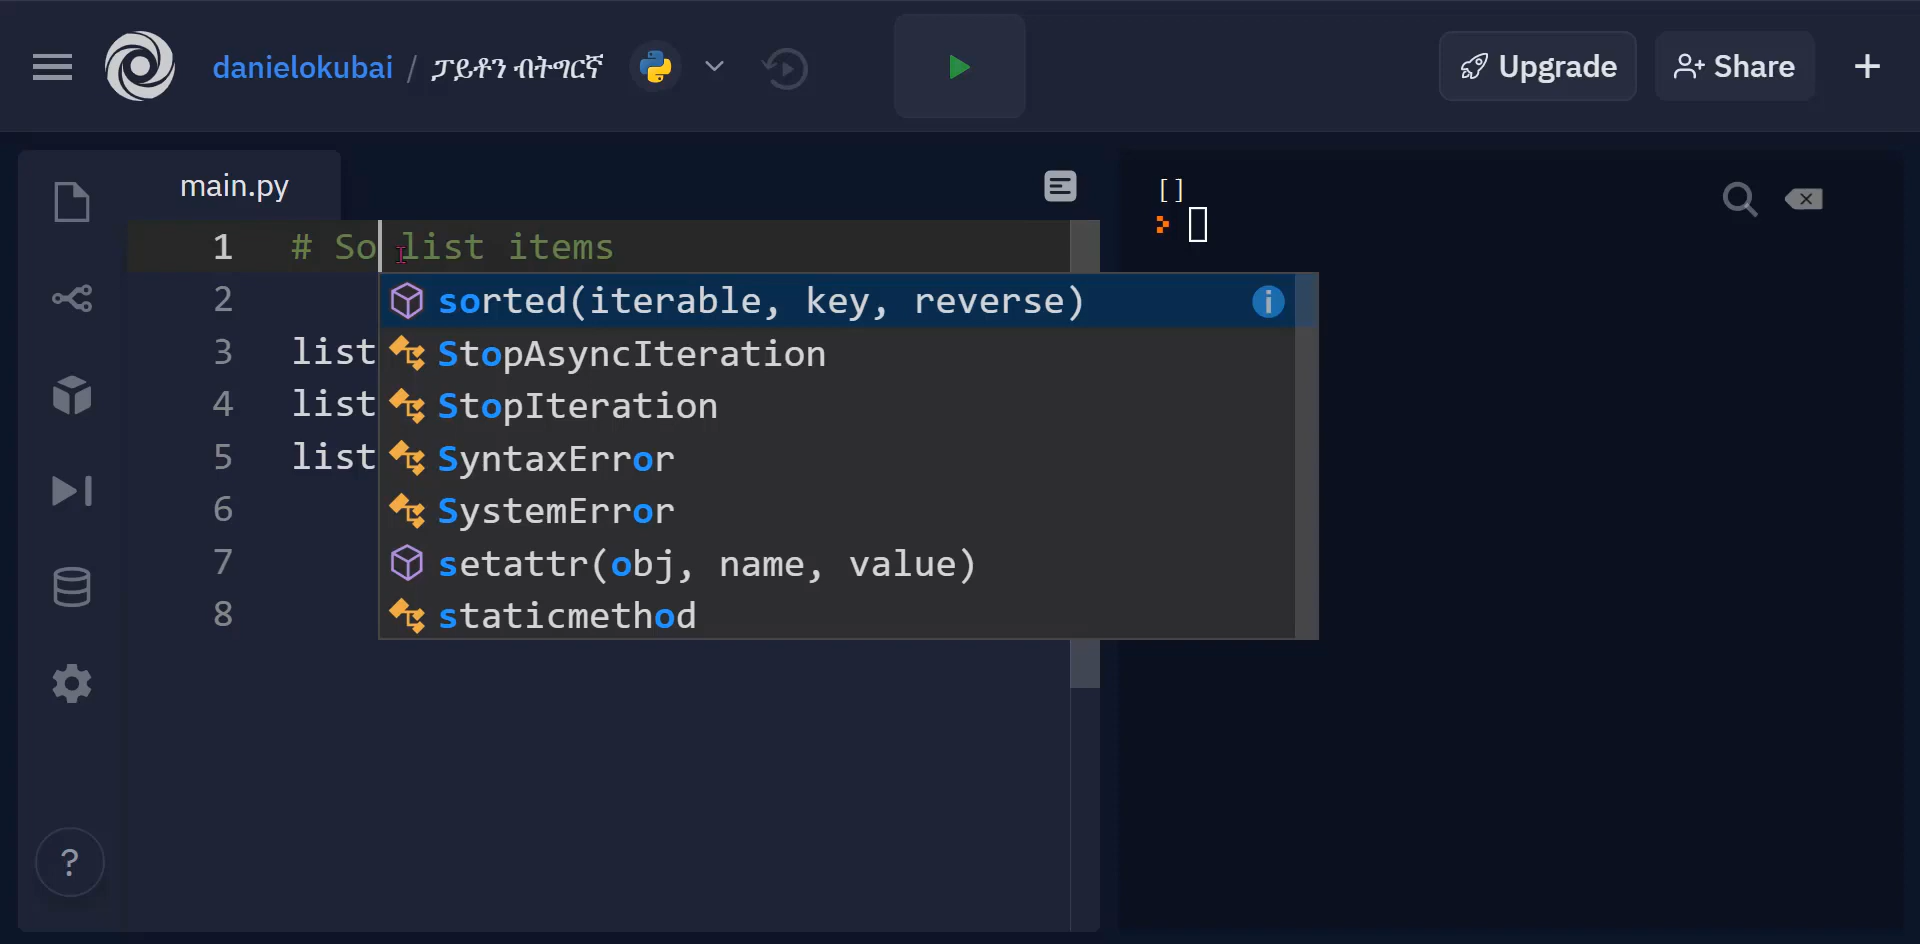 danielokubai / ፓይቶን ብትግርኛ
Upgrade
Share
+
main.py
[]
1 # So list items
sorted(iterable, key, reverse)
2
3 list
StopAsyncIteration
4 list
StopIteration
5 list
SyntaxError
6
SystemError
7
setattr(obj, name, value)
8
staticmethod
?